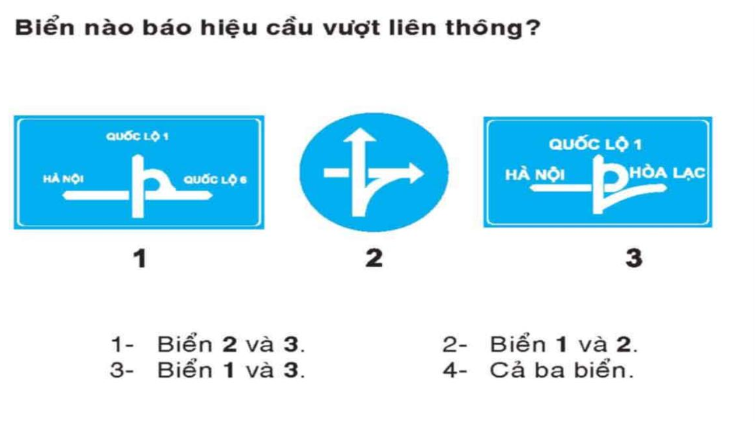 Biển nào báo hiệu cầu vượt liên thông?
QUỐC LỘ 1
HÀ NỘI QUỐC LỘ 6
QUỐC LỘ 1
HÀ NỘI HÒA LẠC
1 2 3
1- Biển 2 và 3. 2- Biển 1 và 2.
3- Biển 1 và 3. 4- Cả ba biển.